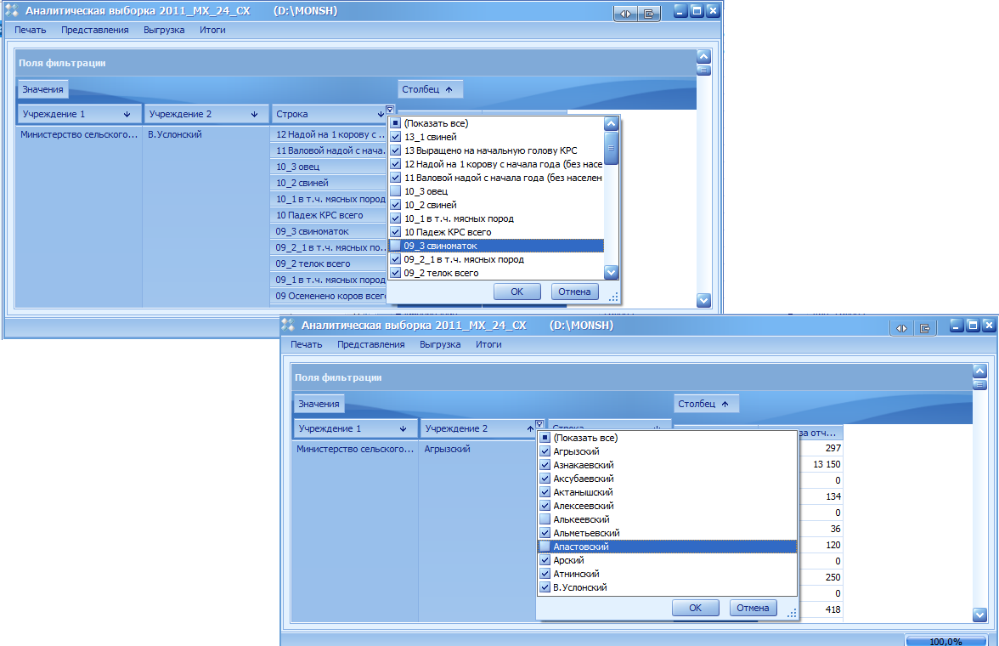 Аналитическая выборка 2011_МХ_24_СХ (D:\MONSH)
Печать Представления Выгрузка Итоги
Поля фильтрации
Значения Столбец
Учреждение 1 Учреждение 2 Строка
Министерство сельского... В.Услонский 12 Надой на 1 корову с ...
11 Валовой надой с нача...
10_3 овец
10_2 свиней
10_1 в т.ч. мясных пород
10 Падеж КРС всего
09_3 свиноматок
09_2_1 в т.ч. мясных по...
09_2 телок всего
09_1 в т.ч. мясных пород
09 Осеменено коров всего
(Показать все)
13_1 свиней
13 Выращено на начальную голову КРС
12 Надой на 1 корову с начала года (без насе
11 Валовой надой с начала года (без населен
10_3 овец
10_2 свиней
10_1 в т.ч. мясных пород
10 Падеж КРС всего
09_3 свиноматок
09_2_1 в т.ч. мясных пород
09_2 телок всего
OK Отмена
Аналитическая выборка 2011_МХ_24_СХ (D:\MONSH)
Печать Представления Выгрузка Итоги
Поля фильтрации
Значения Столбец
Учреждение 1 Учреждение 2 Строка
за отч...
Министерство сельского... Агрызский
(Показать все)
Агрызский
Азнакаевский
Аксубаевский
Актанышский
Алексеевский
Алькеевский
Альметьевский
Апастовский
Арский
Атнинский
В.Услонский
OK Отмена
297
13 150
0
134
0
36
120
0
250
0
418
100,0%